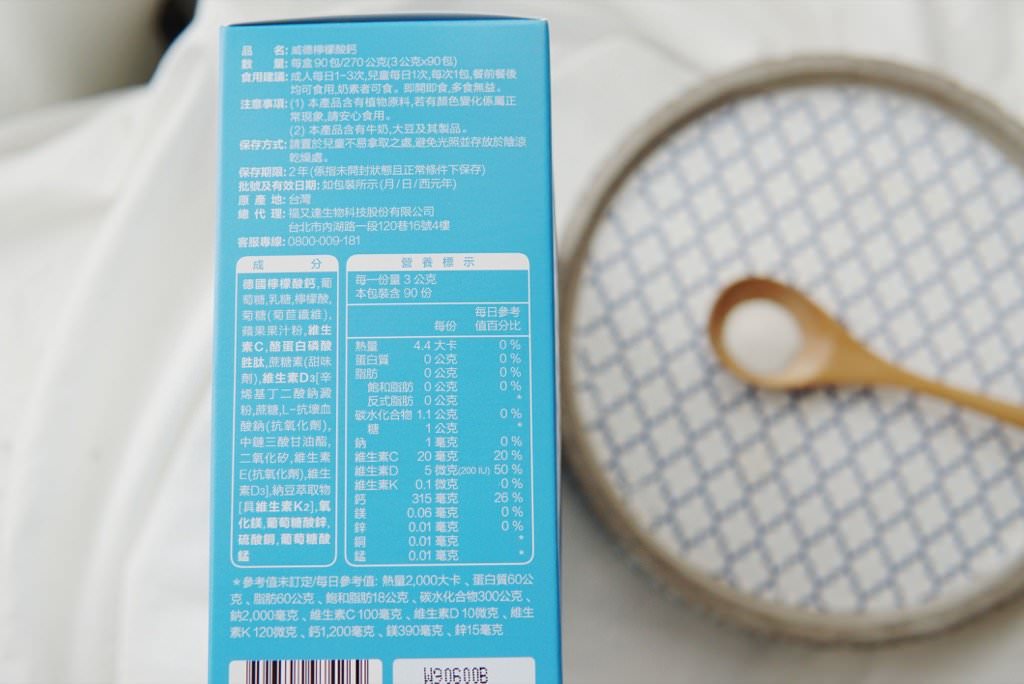 品　名: 威德檸檬酸鈣
數　量: 每盒90包/270公克(3公克x90包)
食用建議: 成人每日1-3次,兒童每日1次,每次1包,餐前餐後
均可食用,奶素者可食。即開即食,多食無益。
注意事項: (1) 本產品含有植物原料,若有顏色變化係屬正
常現象,請安心食用。
(2) 本產品含有牛奶,大豆及其製品。
保存方式: 請置於兒童不易拿取之處,避免光照並存放於陰涼
乾燥處。
保存期限: 2年(係指未開封狀態且正常條件下保存)
批號及有效日期: 如包裝所示(月/日/西元年)
原 產 地: 台灣
總 代 理: 福又達生物科技股份有限公司
台北市內湖路一段120巷16號4樓
客服專線: 0800-009-181
成　分
德國檸檬酸鈣,葡
萄糖,乳糖,檸檬酸,
菊糖(菊苣纖維),
蘋果果汁粉,維生
素C,酪蛋白磷酸
胜肽,蔗糖素(甜味
劑),維生素D3[辛
烯基丁二酸鈉澱
粉,蔗糖,L-抗壞血
酸鈉(抗氧化劑),
中鏈三酸甘油酯,
二氧化矽,維生素
E(抗氧化劑),維生
素D3],納豆萃取物
[具維生素K2],氧
化鎂,葡萄糖酸鋅,
硫酸銅,葡萄糖酸
錳
營養標示
每一份量 3 公克
本包裝含 90 份
每日參考
每份 值百分比
熱量 4.4 大卡 0 %
蛋白質 0 公克 0 %
脂肪 0 公克 0 %
飽和脂肪 0 公克 0 %
反式脂肪 0 公克 *
碳水化合物 1.1 公克 0 %
糖 1 公克 *
鈉 1 毫克 0 %
維生素C 20 毫克 20 %
維生素D 5 微克(200 IU) 50 %
維生素K 0.1 微克 0 %
鈣 315 毫克 26 %
鎂 0.06 毫克 0 %
鋅 0.01 毫克 0 %
銅 0.01 毫克 *
錳 0.01 毫克 *
*參考值未訂定/每日參考值: 熱量2,000大卡、蛋白質60公
克、脂肪60公克、飽和脂肪18公克、碳水化合物300公克、
鈉2,000毫克、維生素C 100毫克、維生素D 10微克、維生
素K 120微克、鈣1,200毫克、鎂390毫克、鋅15毫克
W90600B